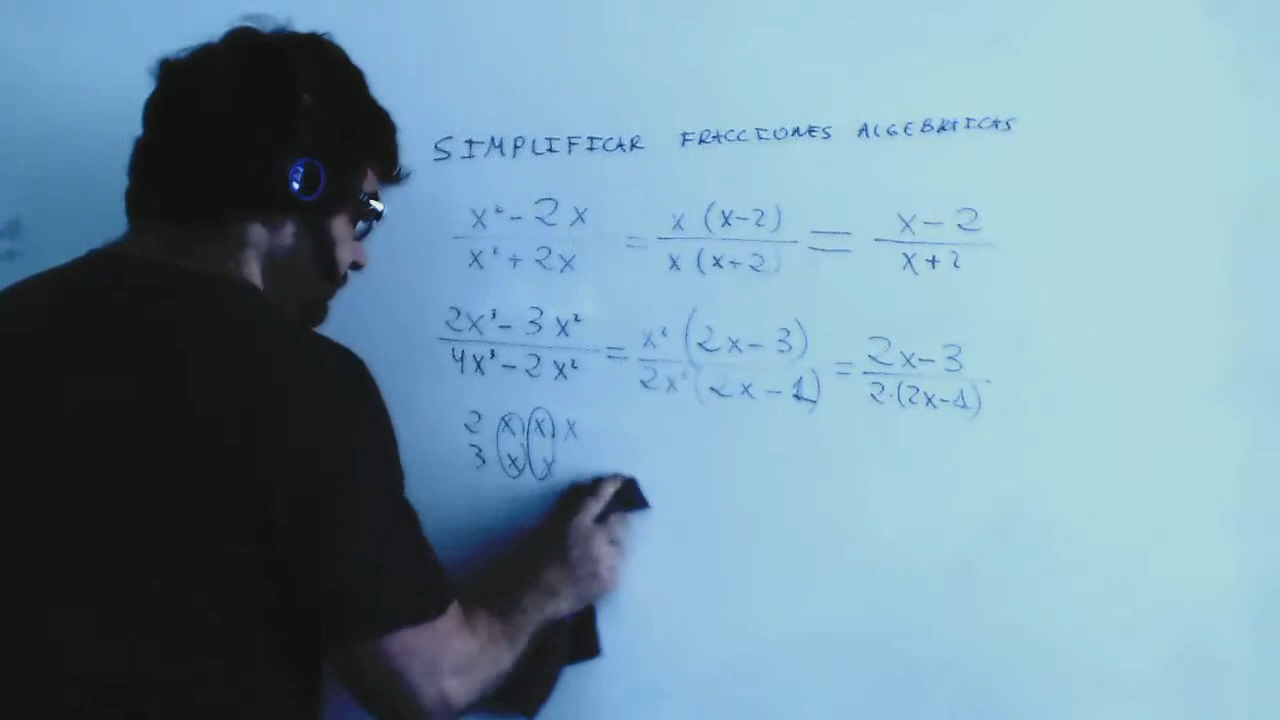 SIMPLIFICAR FRACCIONES ALGEBRAICAS
x² - 2x / x² + 2x = x (x-2) / x (x+2) = x - 2 / x + 2
2x³ - 3x² / 4x³ - 2x² = x² (2x - 3) / 2x² (2x - 1) = 2x - 3 / 2·(2x-1)
2 x x x
3 x x